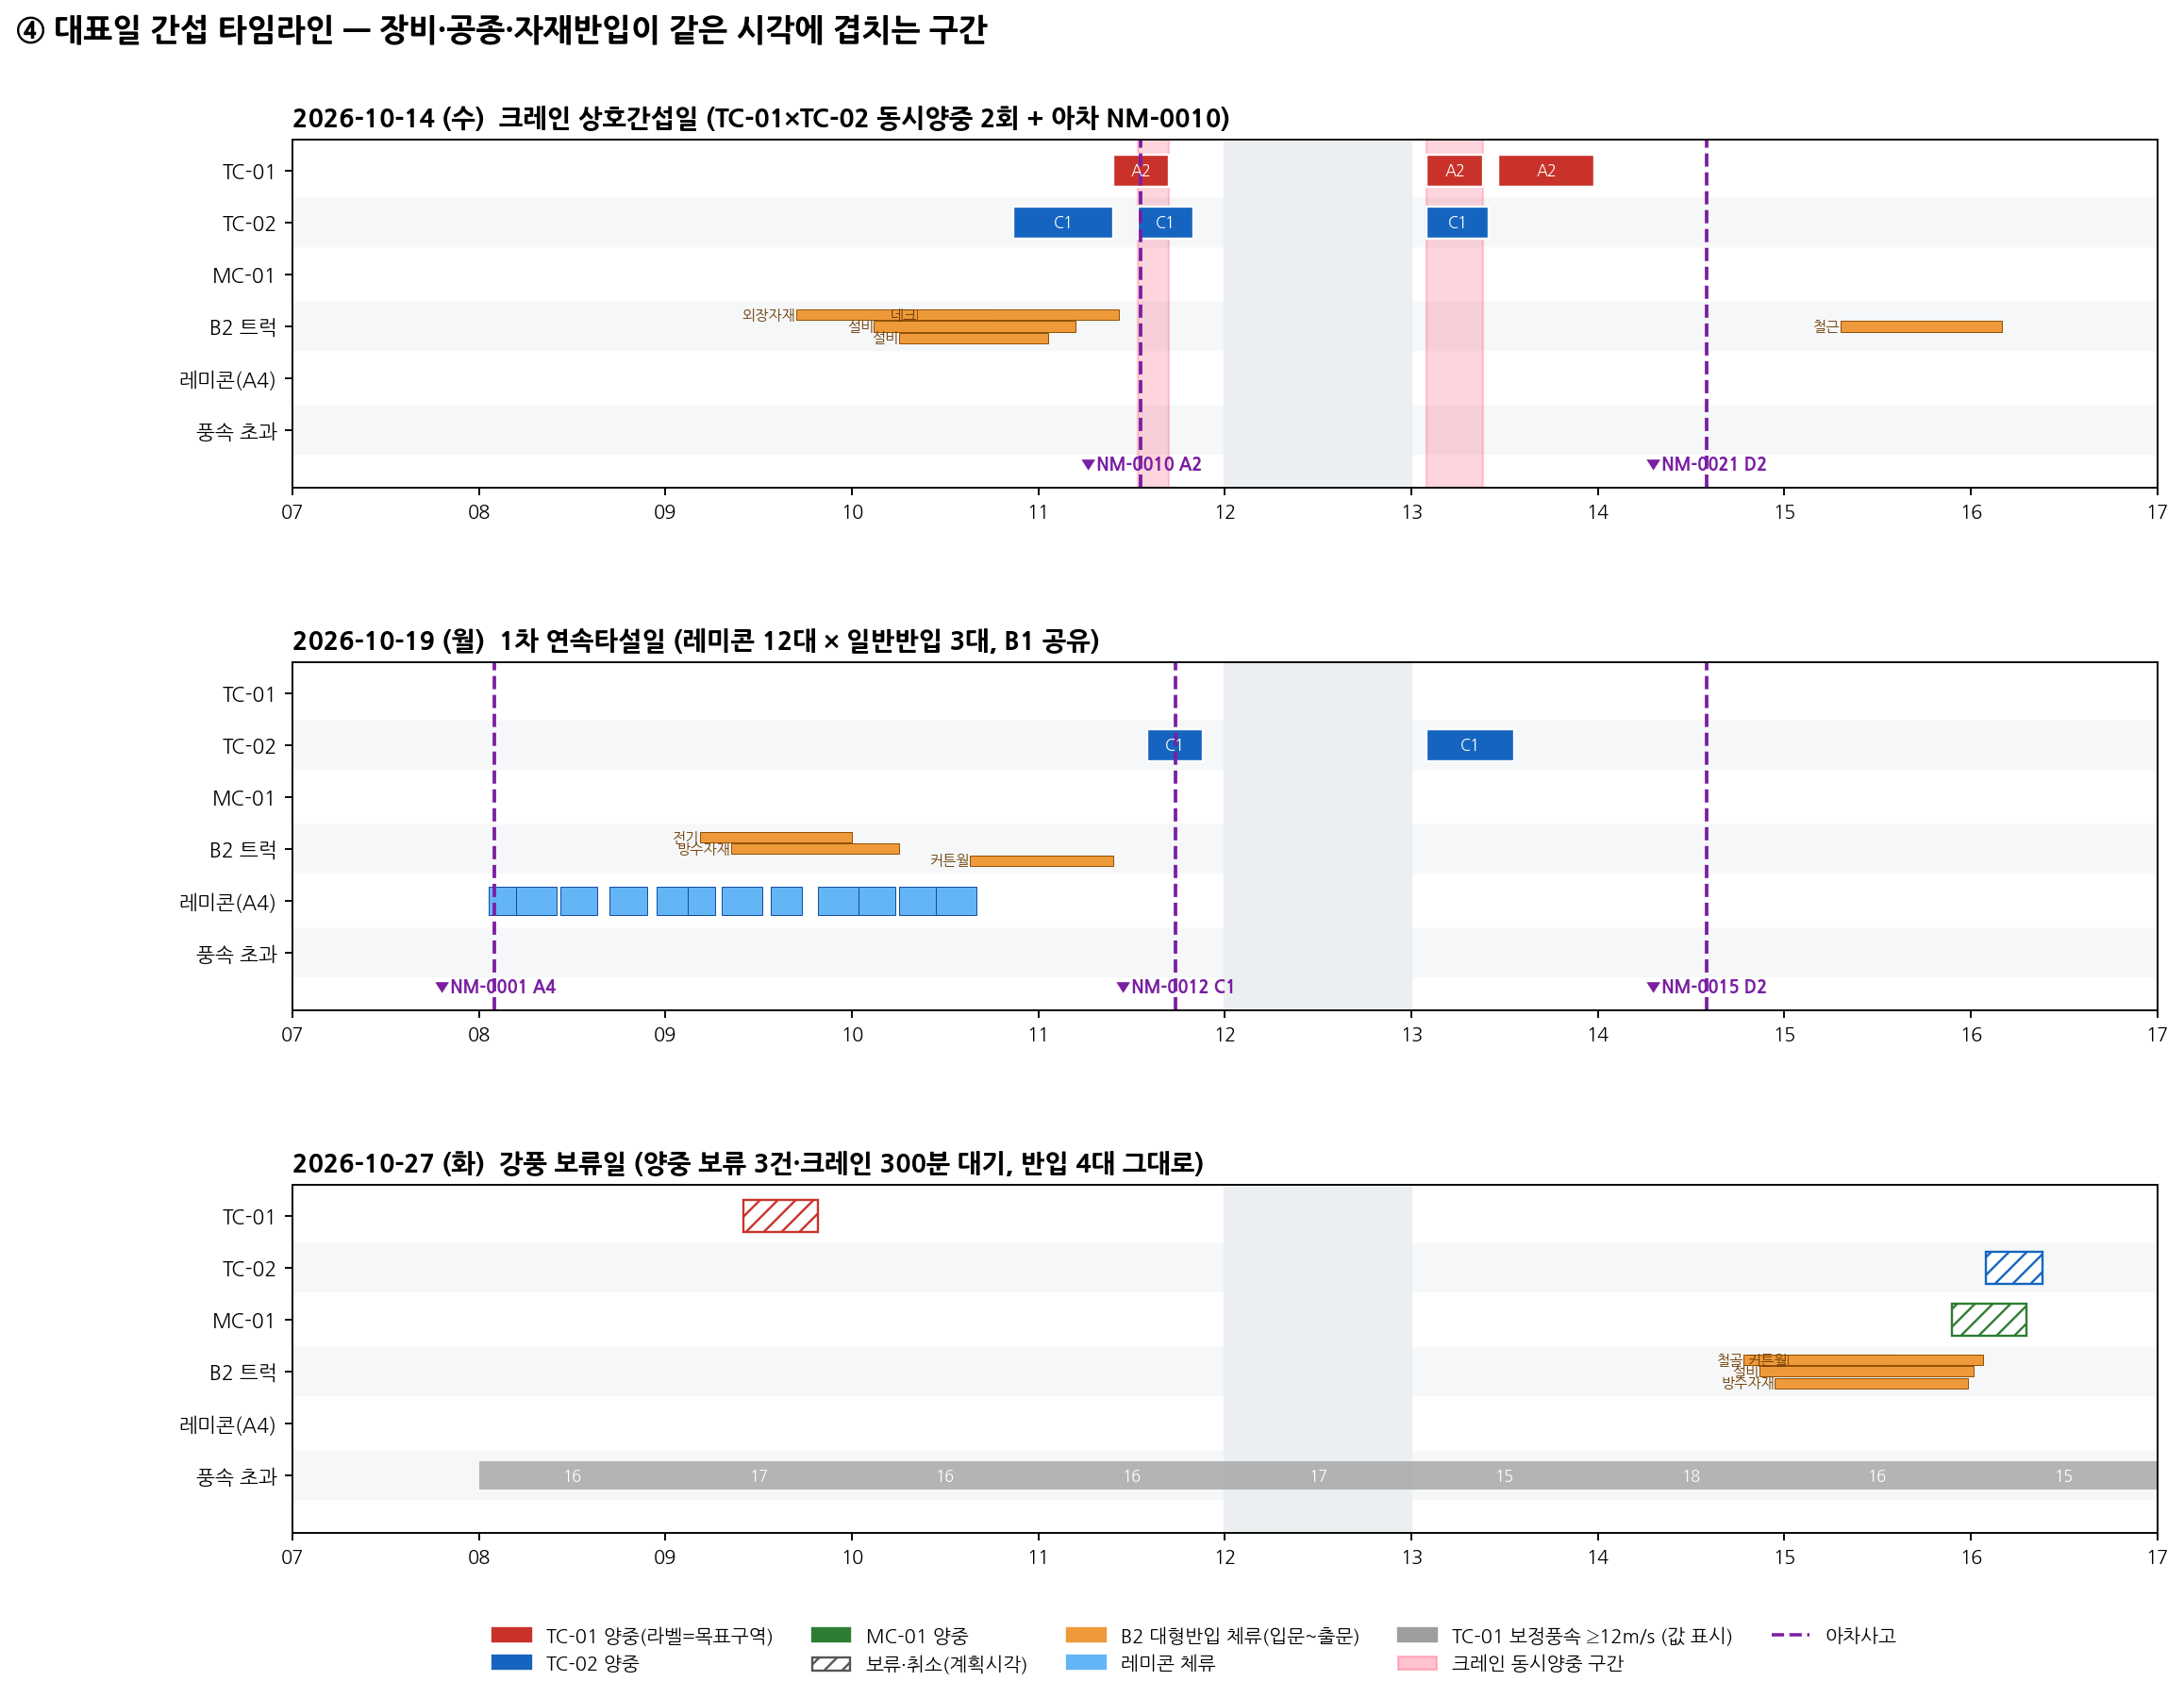 ④ 대표일 간섭 타임라인 — 장비·공종·자재반입이 같은 시각에 겹치는 구간
2026-10-14 (수)  크레인 상호간섭일 (TC-01×TC-02 동시양중 2회 + 아차 NM-0010)
TC-01
A2
A2
A2
TC-02
C1
C1
C1
MC-01
B2 트럭
외장자재
데크
설비
설비
철근
레미콘(A4)
풍속 초과
▼NM-0010 A2
▼NM-0021 D2
07 08 09 10 11 12 13 14 15 16 17
2026-10-19 (월)  1차 연속타설일 (레미콘 12대 × 일반반입 3대, B1 공유)
TC-01
TC-02
C1
C1
MC-01
B2 트럭
전기
방수자재
커튼월
레미콘(A4)
풍속 초과
▼NM-0001 A4
▼NM-0012 C1
▼NM-0015 D2
07 08 09 10 11 12 13 14 15 16 17
2026-10-27 (화)  강풍 보류일 (양중 보류 3건·크레인 300분 대기, 반입 4대 그대로)
TC-01
TC-02
MC-01
B2 트럭
철골
커튼월
설비
방수자재
레미콘(A4)
풍속 초과
16 17 16 16 17 15 18 16 15
07 08 09 10 11 12 13 14 15 16 17
TC-01 양중(라벨=목표구역)
TC-02 양중
MC-01 양중
보류·취소(계획시각)
B2 대형반입 체류(입문~출문)
레미콘 체류
TC-01 보정풍속 ≥12m/s (값 표시)
크레인 동시양중 구간
아차사고